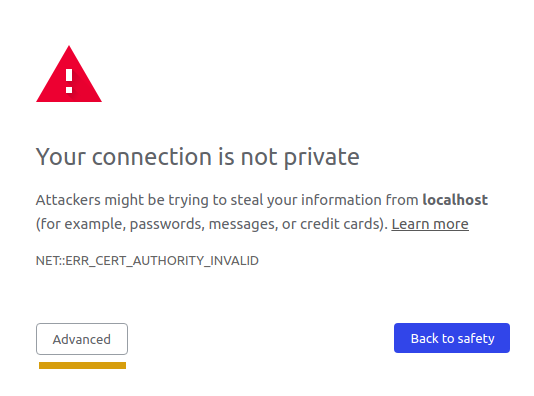 Your connection is not private
Attackers might be trying to steal your information from localhost
(for example, passwords, messages, or credit cards). Learn more
NET::ERR_CERT_AUTHORITY_INVALID
Advanced
Back to safety